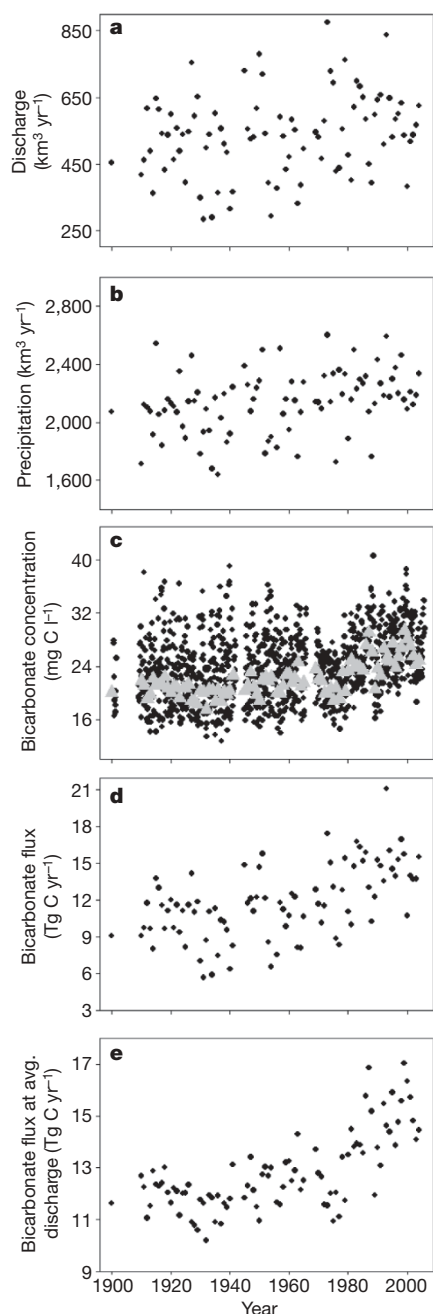 a
Discharge
(km³ yr⁻¹)
850
650
450
250
b
Precipitation (km³ yr⁻¹)
2,800
2,400
2,000
1,600
c
Bicarbonate concentration
(mg C l⁻¹)
40
32
24
16
d
Bicarbonate flux
(Tg C yr⁻¹)
21
18
15
12
9
6
3
e
Bicarbonate flux at avg.
discharge (Tg C yr⁻¹)
17
15
13
11
9
1900 1920 1940 1960 1980 2000
Year